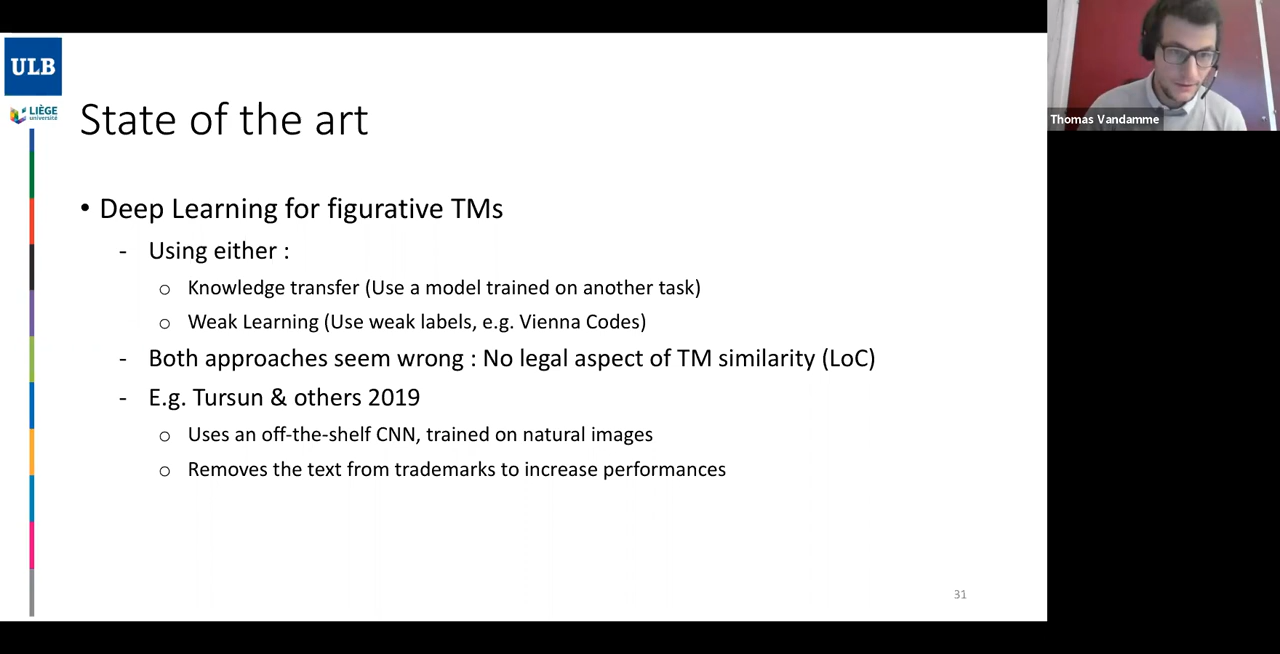 ULB
LIÈGE
université
State of the art
• Deep Learning for figurative TMs
- Using either :
o Knowledge transfer (Use a model trained on another task)
o Weak Learning (Use weak labels, e.g. Vienna Codes)
- Both approaches seem wrong : No legal aspect of TM similarity (LoC)
- E.g. Tursun & others 2019
o Uses an off-the-shelf CNN, trained on natural images
o Removes the text from trademarks to increase performances
31
Thomas Vandamme